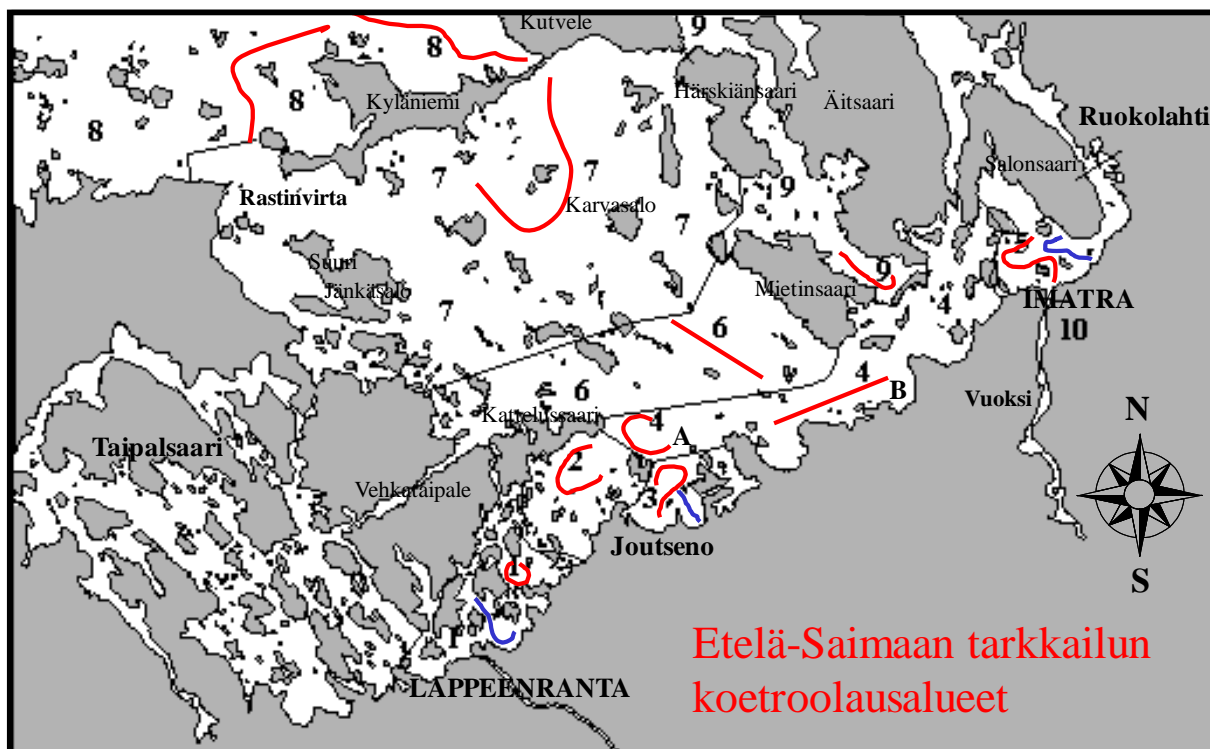 Kutvele
9
8
8
Kyläniemi
Härskiänsaari
Äitsaari
Ruokolahti
8
Salonsaari
7
7
9
Rastinvirta
Karvasalo
7
5
Suuri
Jänkäsalo
9
Mietinsaari
IMATRA
7
6
4
10
4
6
B
Vuoksi
N
Kattelussaari
4
A
Taipalsaari
2
Vehkataipale
3
Joutseno
S
1
1
Etelä-Saimaan tarkkailun
koetroolausalueet
LAPPEENRANTA